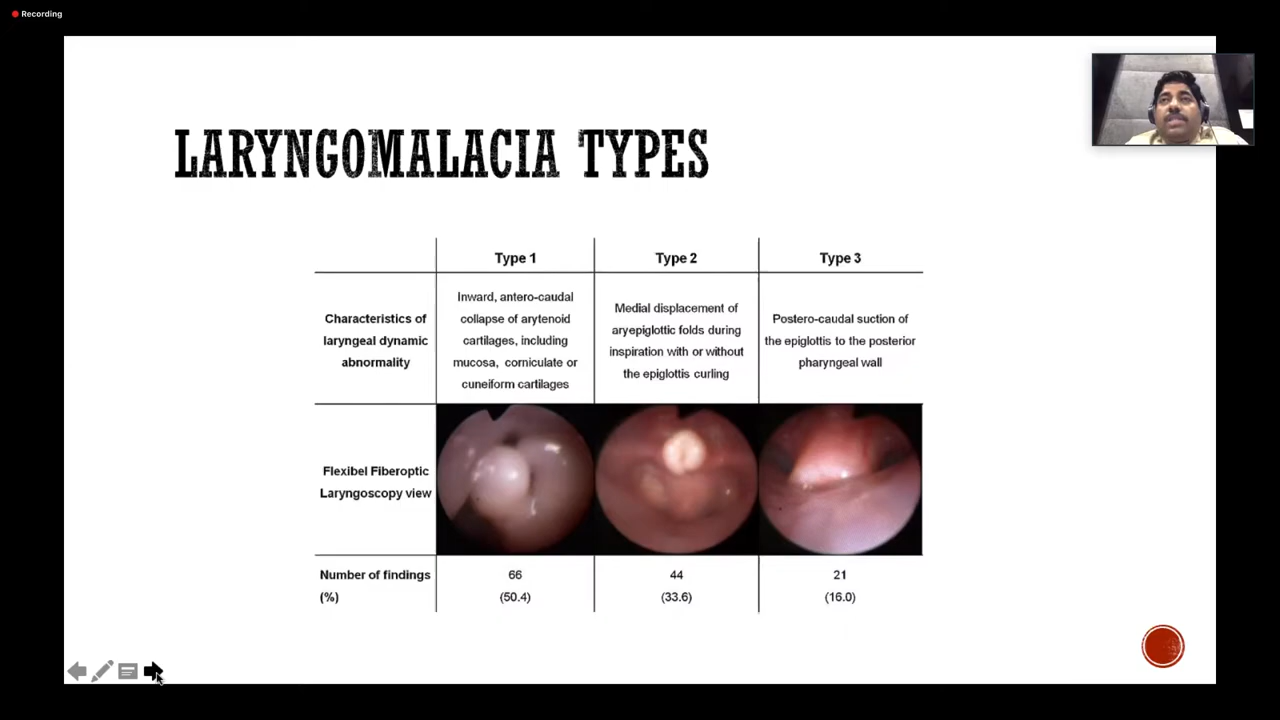 Recording
LARYNGOMALACIA TYPES
Type 1
Type 2
Type 3
Characteristics of
laryngeal dynamic
abnormality
Inward, antero-caudal
collapse of arytenoid
cartilages, including
mucosa, corniculate or
cuneiform cartilages
Medial displacement of
aryepiglottic folds during
inspiration with or without
the epiglottis curling
Postero-caudal suction of
the epiglottis to the posterior
pharyngeal wall
Flexibel Fiberoptic
Laryngoscopy view
Number of findings
(%)
66
(50.4)
44
(33.6)
21
(16.0)